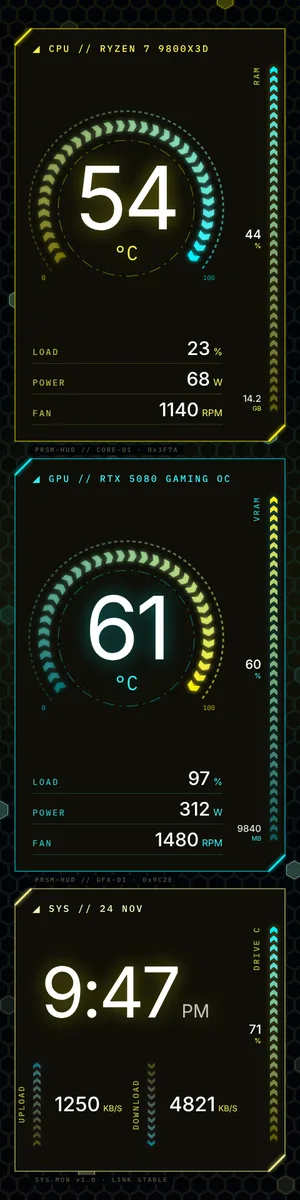 CPU // RYZEN 7 9800X3D
RAM
54
°C
0 100
44
%
LOAD 23 %
POWER 68 W
FAN 1140 RPM
14.2
GB
PRSM-HUD // CORE-01 · 0x3F7A
GPU // RTX 5080 GAMING OC
VRAM
61
°C
0 100
60
%
LOAD 97 %
POWER 312 W
FAN 1480 RPM
9840
MB
PRSM-HUD // GFX-01 · 0x9C2E
SYS // 24 NOV
DRIVE C
9:47 PM
71
%
UPLOAD
1250 KB/S
DOWNLOAD
4821 KB/S
SYS.MON v1.0 · LINK STABLE